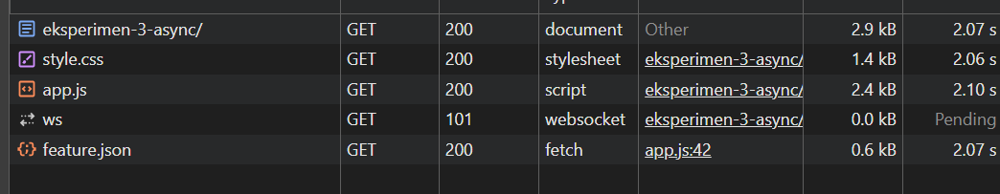 eksperimen-3-async/ GET 200 document Other 2.9 kB 2.07 s
style.css GET 200 stylesheet eksperimen-3-async/ 1.4 kB 2.06 s
app.js GET 200 script eksperimen-3-async/ 2.4 kB 2.10 s
ws GET 101 websocket eksperimen-3-async/ 0.0 kB Pending
feature.json GET 200 fetch app.js:42 0.6 kB 2.07 s